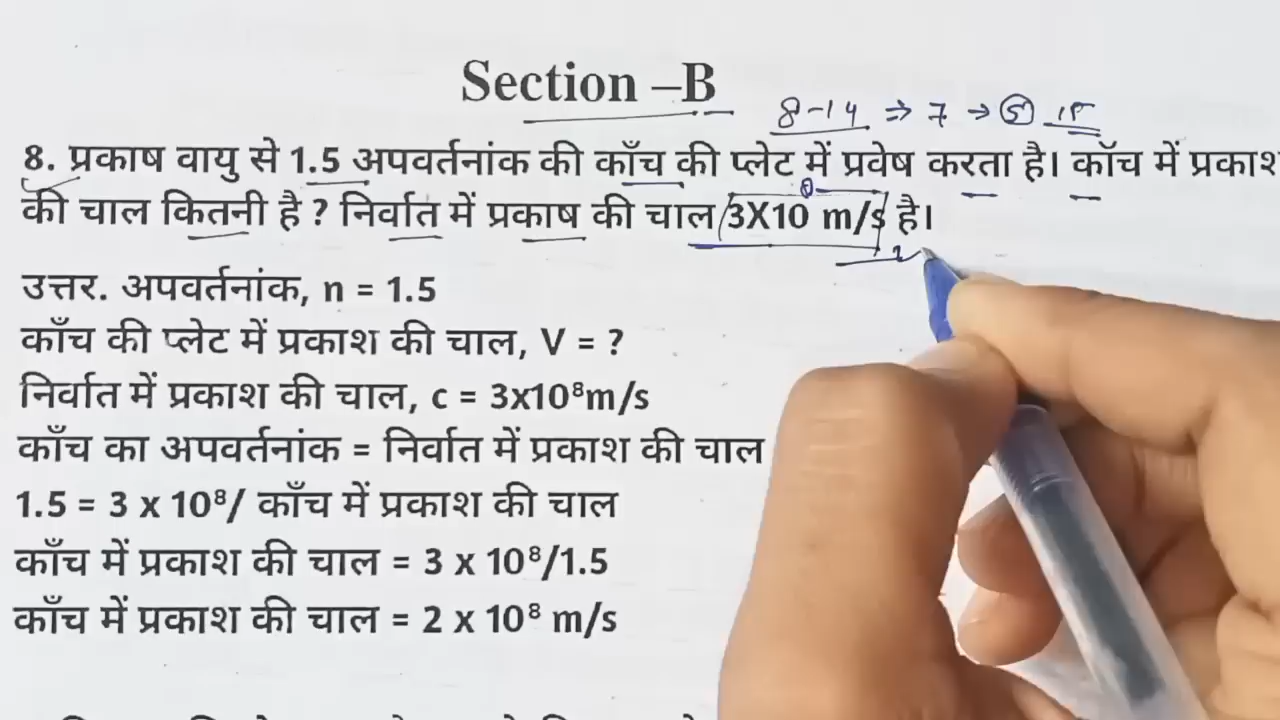 Section –B
8-14 ⇒ 7 → 5 15
8. प्रकाष वायु से 1.5 अपवर्तनांक की काँच की प्लेट में प्रवेष करता है। कॉच में प्रकाश
की चाल कितनी है ? निर्वात में प्रकाष की चाल 3X10 m/s है।
उत्तर. अपवर्तनांक, n = 1.5
काँच की प्लेट में प्रकाश की चाल, V = ?
निर्वात में प्रकाश की चाल, c = 3x10⁸m/s
काँच का अपवर्तनांक = निर्वात में प्रकाश की चाल
1.5 = 3 x 10⁸/ काँच में प्रकाश की चाल
काँच में प्रकाश की चाल = 3 x 10⁸/1.5
काँच में प्रकाश की चाल = 2 x 10⁸ m/s